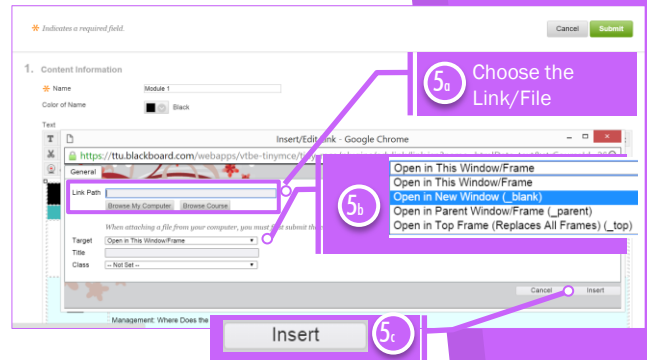 ✲ Indicates a required field.
Cancel Submit
1. Content Information
✲ Name Module 1
Color of Name Black
Text
Insert/Edit Link - Google Chrome
https://ttu.blackboard.com/webapps/vtbe-tinymce/
General
Link Path
Browse My Computer Browse Course
When attaching a file from your computer, you must first submit the
Target Open in This Window/Frame
Title
Class -- Not Set --
Cancel Insert
Management: Where Does the
5a Choose the
Link/File
5b
Open in This Window/Frame
Open in This Window/Frame
Open in New Window (_blank)
Open in Parent Window/Frame (_parent)
Open in Top Frame (Replaces All Frames) (_top)
Insert 5c